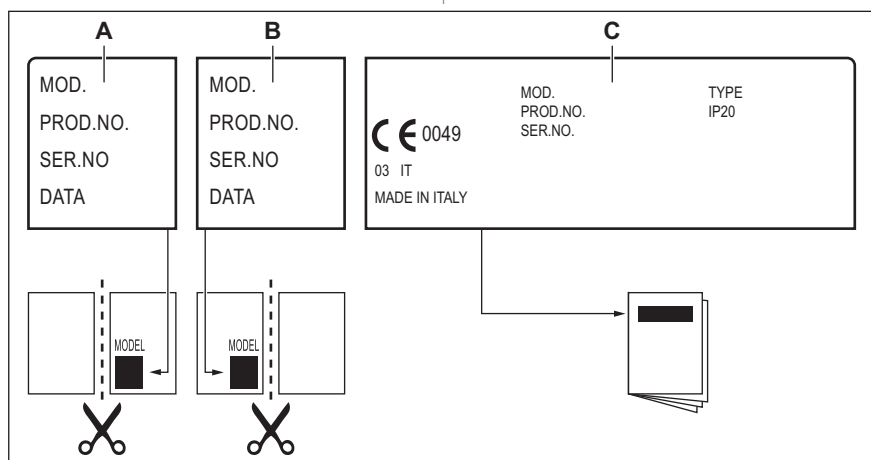 A
B
C
MOD.
PROD.NO.
SER.NO
DATA
MOD.
PROD.NO.
SER.NO
DATA
MOD.
PROD.NO.
SER.NO.
TYPE
IP20
CE 0049
03 IT
MADE IN ITALY
MODEL
MODEL